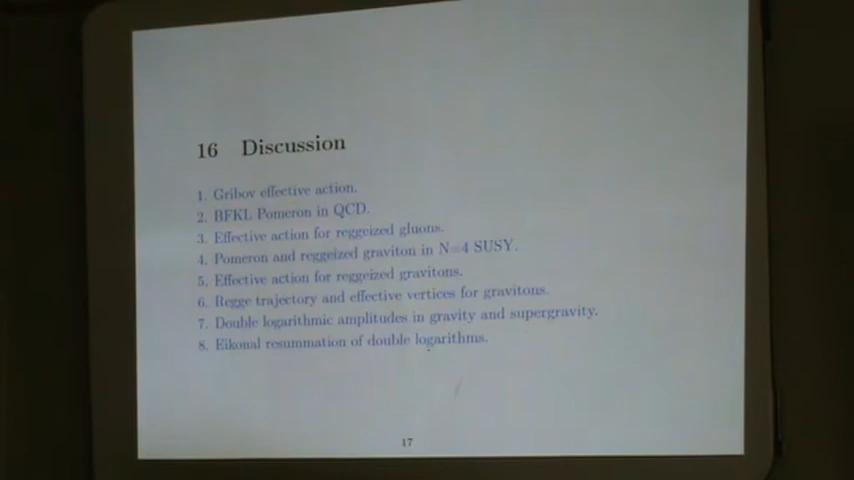 16 Discussion
1. Gribov effective action.
2. BFKL Pomeron in QCD.
3. Effective action for reggeized gluons.
4. Pomeron and reggeized graviton in N=4 SUSY.
5. Effective action for reggeized gravitons.
6. Regge trajectory and effective vertices for gravitons.
7. Double logarithmic amplitudes in gravity and supergravity.
8. Eikonal resummation of double logarithms.
17